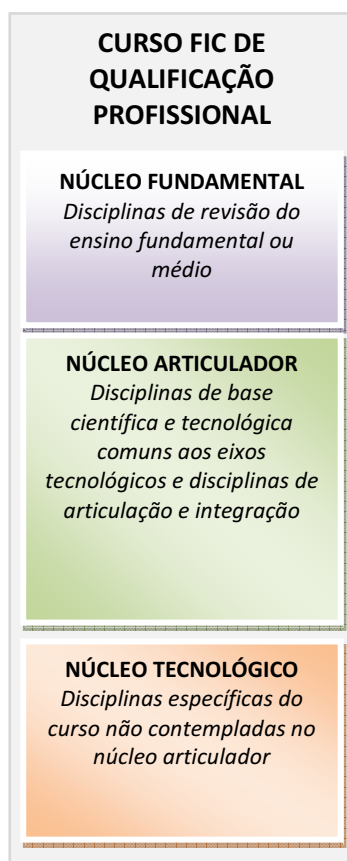 CURSO FIC DE
QUALIFICAÇÃO
PROFISSIONAL
NÚCLEO FUNDAMENTAL
Disciplinas de revisão do
ensino fundamental ou
médio
NÚCLEO ARTICULADOR
Disciplinas de base
científica e tecnológica
comuns aos eixos
tecnológicos e disciplinas de
articulação e integração
NÚCLEO TECNOLÓGICO
Disciplinas específicas do
curso não contempladas no
núcleo articulador